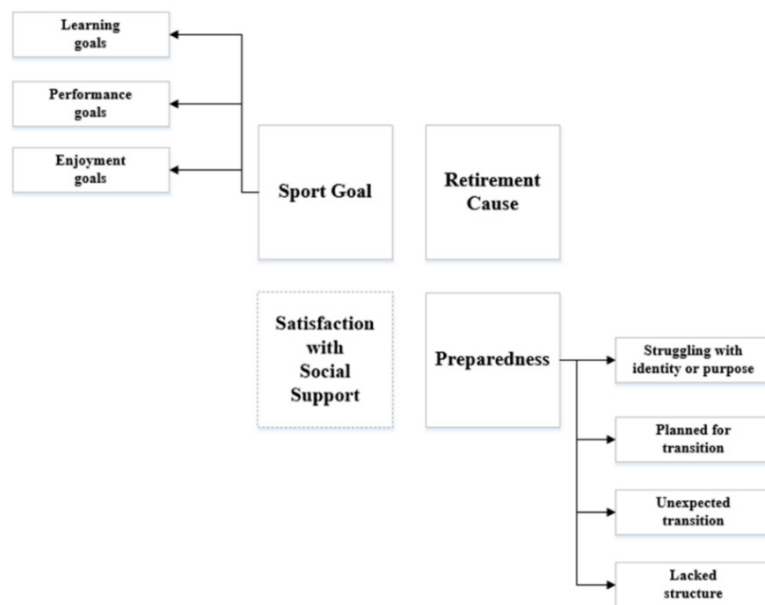 Learning
goals
Performance
goals
Enjoyment
goals
Sport Goal
Retirement
Cause
Satisfaction
with
Social
Support
Preparedness
Struggling with
identity or purpose
Planned for
transition
Unexpected
transition
Lacked
structure